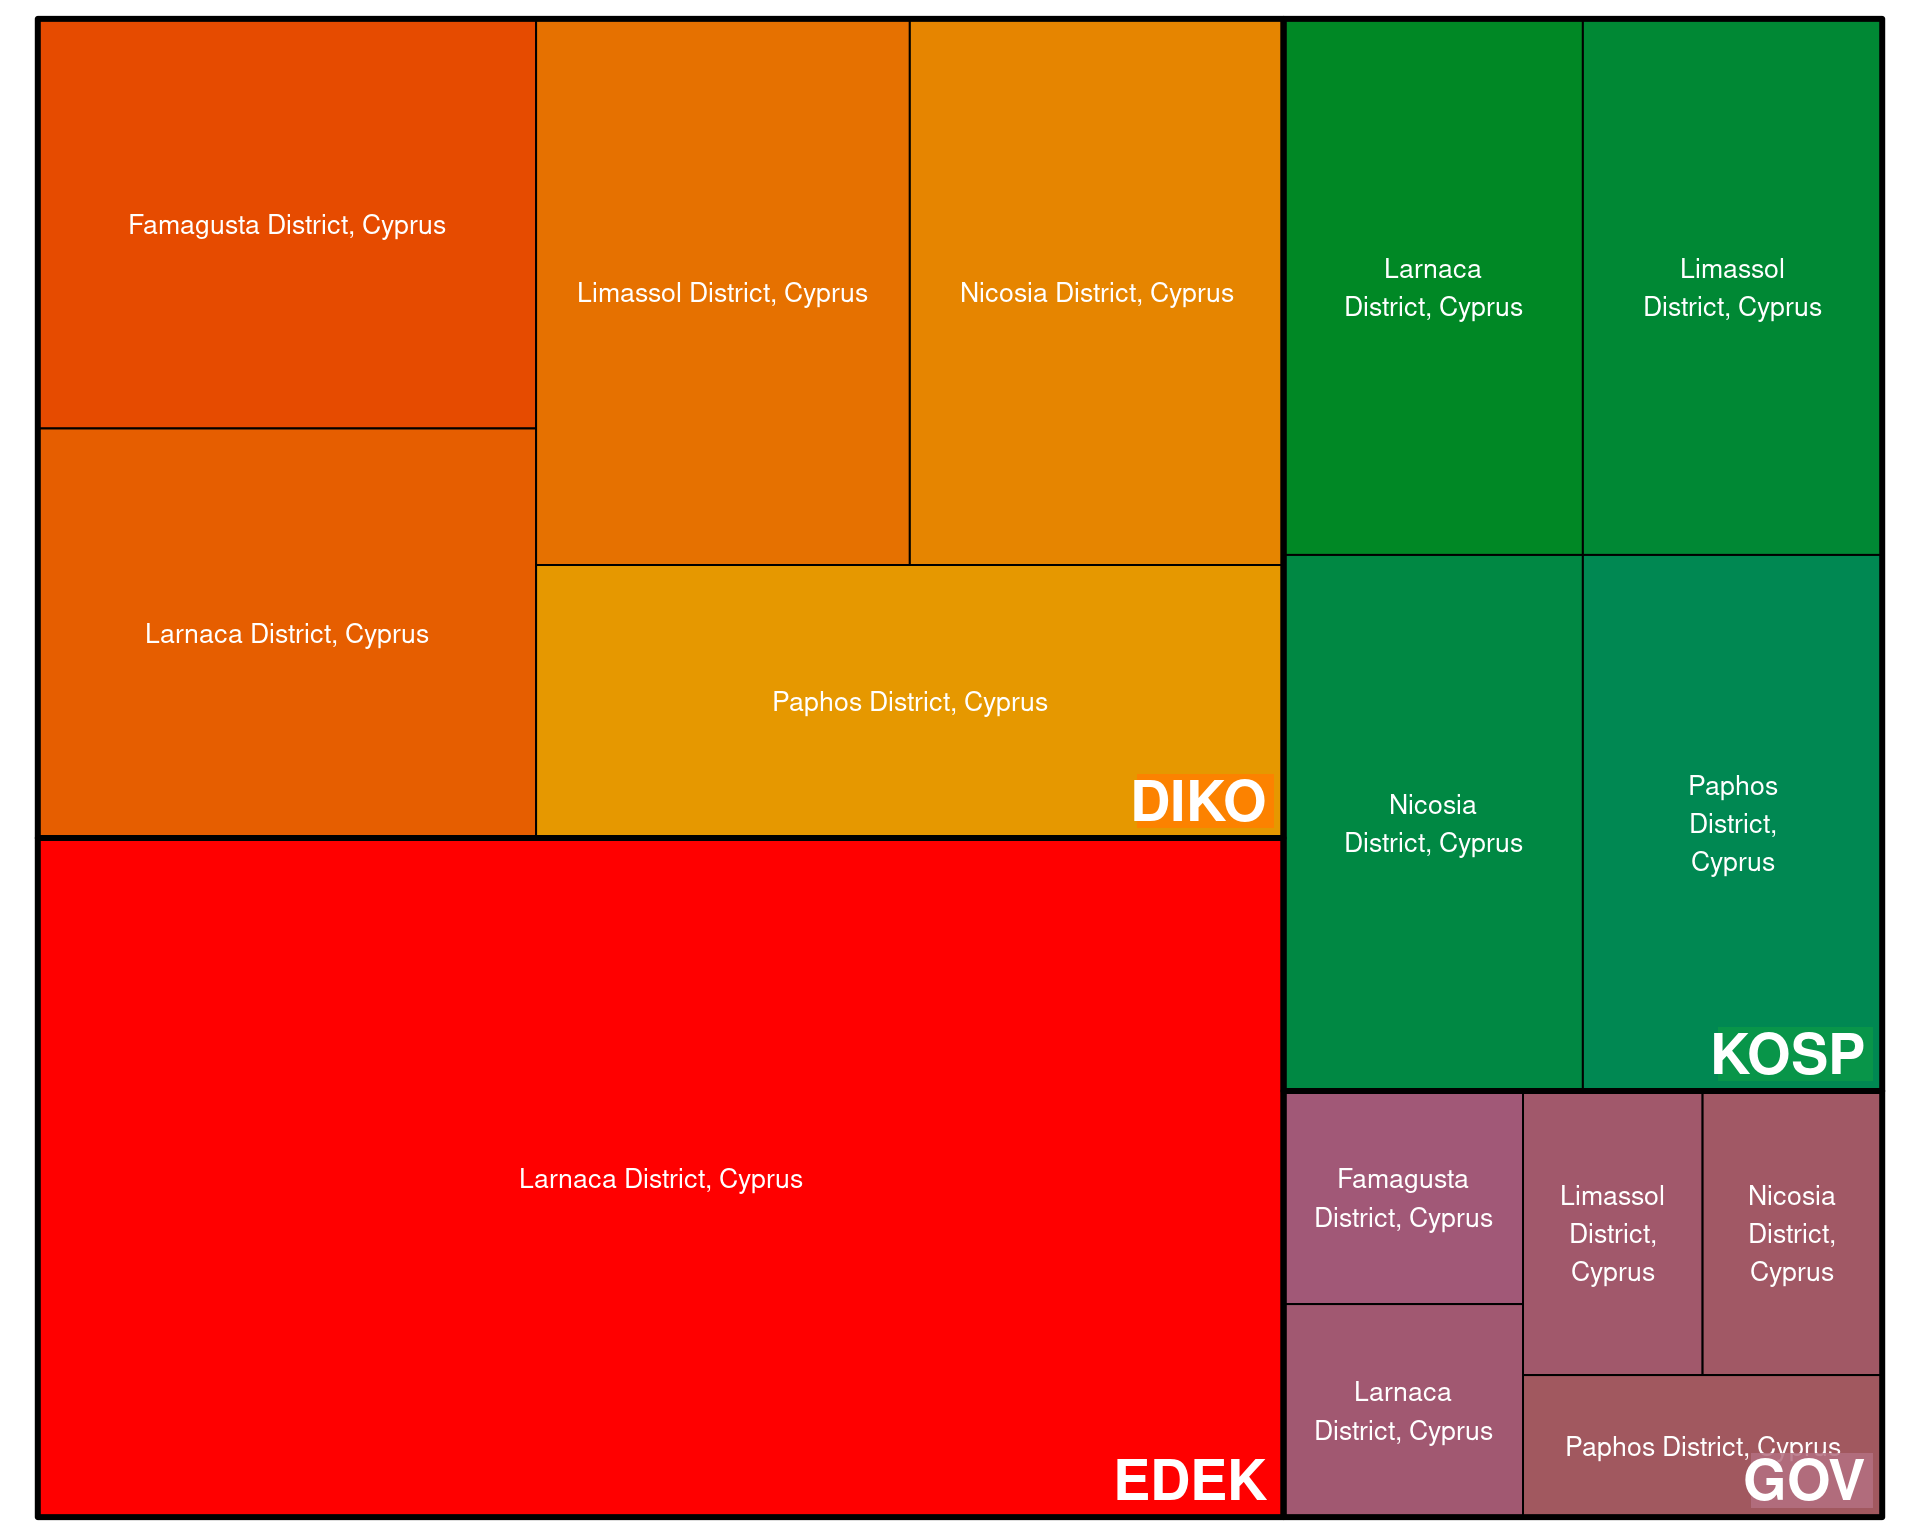 Famagusta District, Cyprus
Larnaca District, Cyprus
Limassol District, Cyprus
Nicosia District, Cyprus
Paphos District, Cyprus
DIKO
Larnaca District, Cyprus
EDEK
Larnaca
District, Cyprus
Limassol
District, Cyprus
Nicosia
District, Cyprus
Paphos
District,
Cyprus
KOSP
Famagusta
District, Cyprus
Larnaca
District, Cyprus
Limassol
District,
Cyprus
Nicosia
District,
Cyprus
Paphos District, Cyprus
GOV